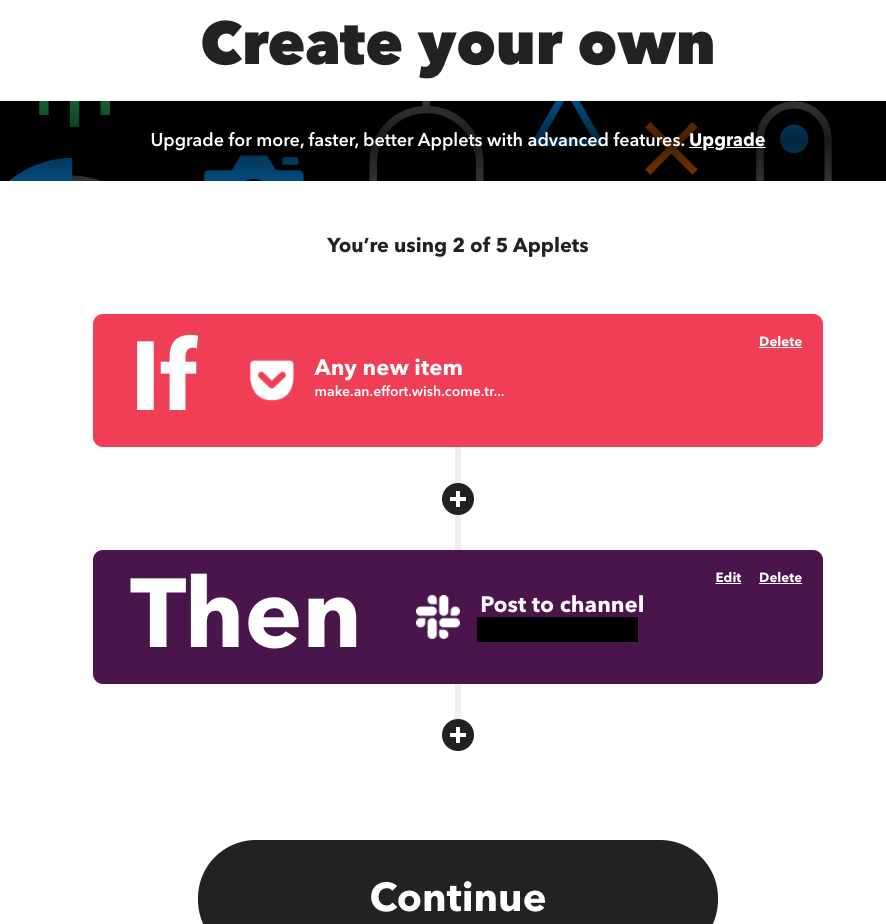 Create your own
Upgrade for more, faster, better Applets with advanced features. Upgrade
You're using 2 of 5 Applets
Delete
If
Any new item
make.an.effort.wish.come.tr...
Edit Delete
Then
Post to channel
Continue